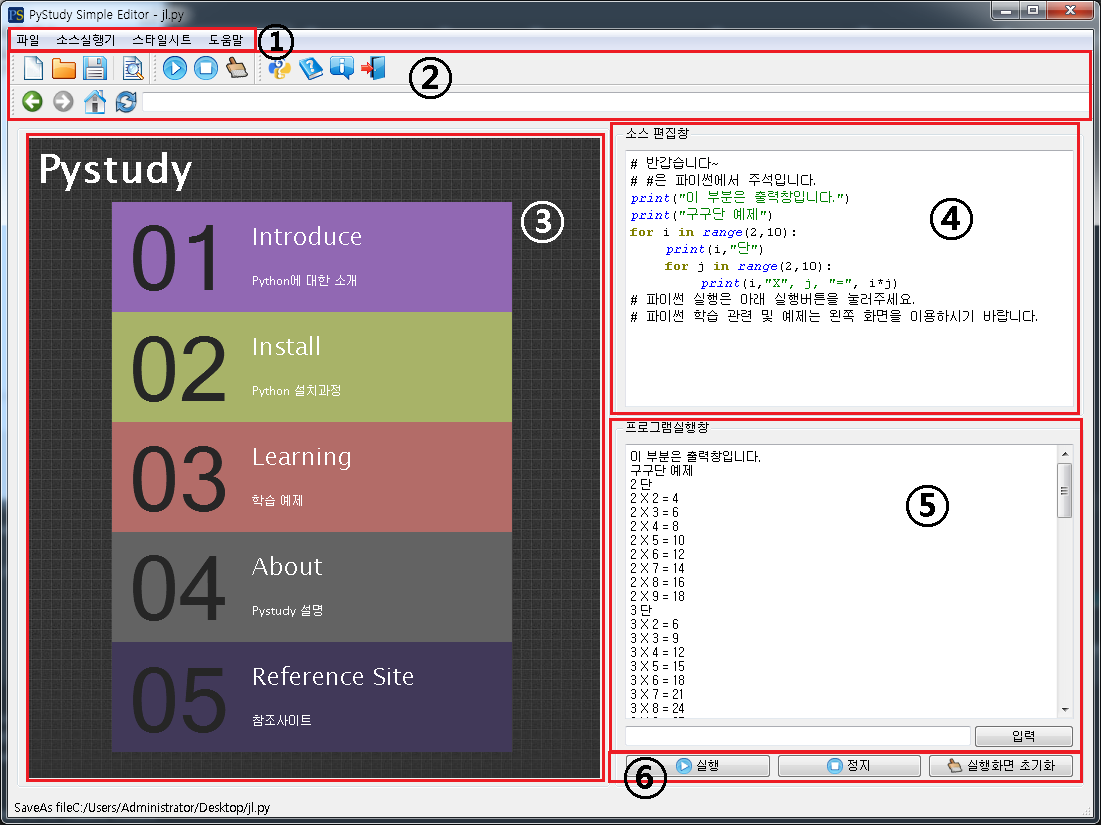 PyStudy Simple Editor - jl.py
파일 소스실행기 스타일시트 도움말
①
②
Pystudy
③
01
Introduce
Python에 대한 소개
02
Install
Python 설치과정
03
Learning
학습 예제
04
About
Pystudy 설명
05
Reference Site
참조사이트
소스 편집창
④
# 반갑습니다~
# #은 파이썬에서 주석입니다.
print("이 부분은 출력창입니다.")
print("구구단 예제")
for i in range(2,10):
print(i,"단")
for j in range(2,10):
print(i,"X", j, "=", i*j)
# 파이썬 실행은 아래 실행버튼을 눌러주세요.
# 파이썬 학습 관련 및 예제는 왼쪽 화면을 이용하시기 바랍니다.
프로그램실행창
⑤
이 부분은 출력창입니다.
구구단 예제
2 단
2 X 2 = 4
2 X 3 = 6
2 X 4 = 8
2 X 5 = 10
2 X 6 = 12
2 X 7 = 14
2 X 8 = 16
2 X 9 = 18
3 단
3 X 2 = 6
3 X 3 = 9
3 X 4 = 12
3 X 5 = 15
3 X 6 = 18
3 X 7 = 21
3 X 8 = 24
입력
⑥
실행 정지 실행화면 초기화
SaveAs fileC:/Users/Administrator/Desktop/jl.py